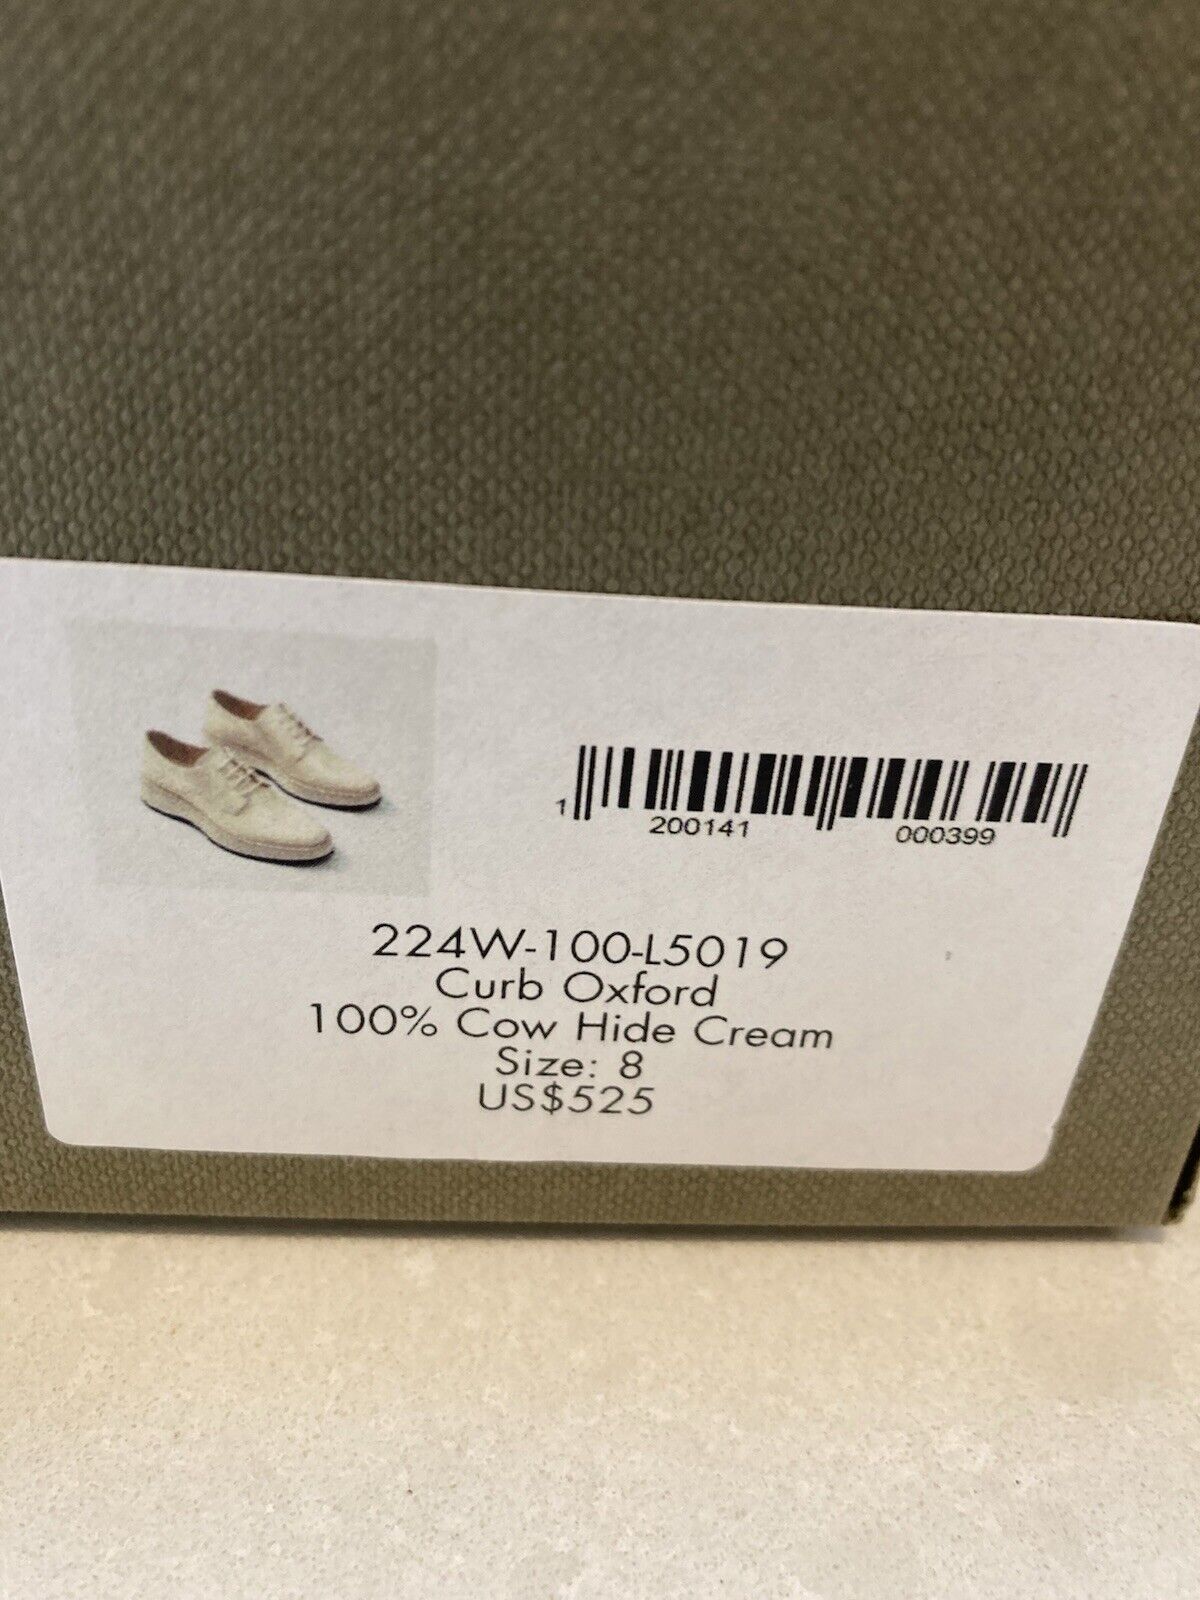 1 200141 000399
224W-100-L5019
Curb Oxford
100% Cow Hide Cream
Size: 8
US$525